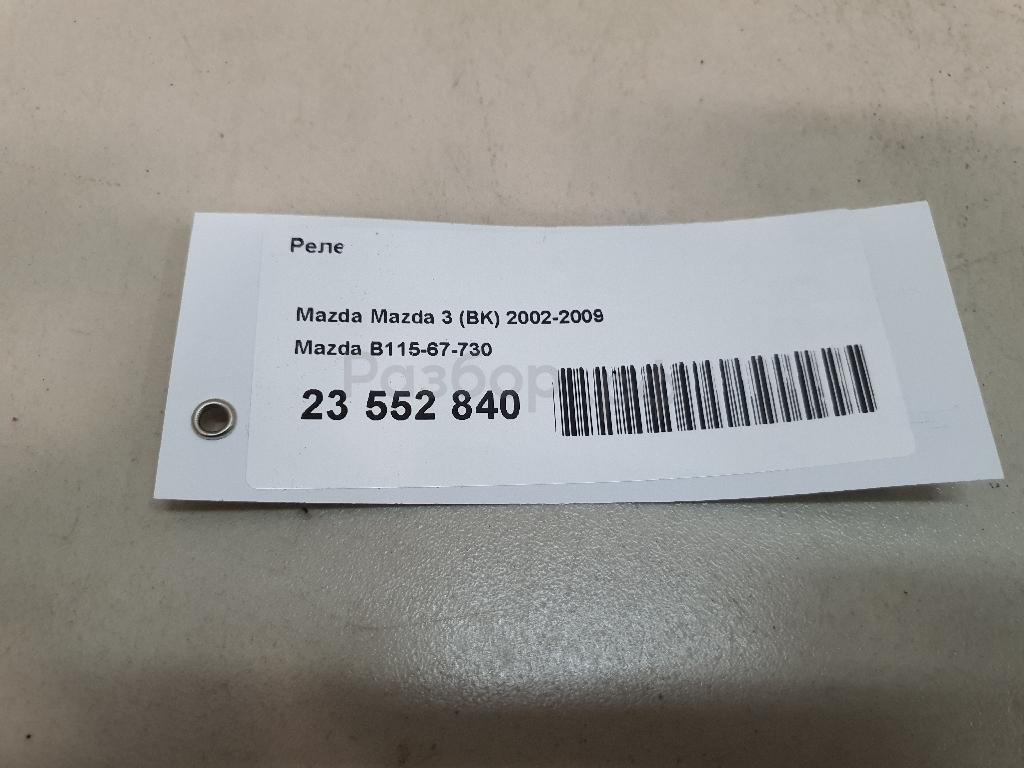 Реле
Mazda Mazda 3 (BK) 2002-2009
Mazda B115-67-730
23 552 840